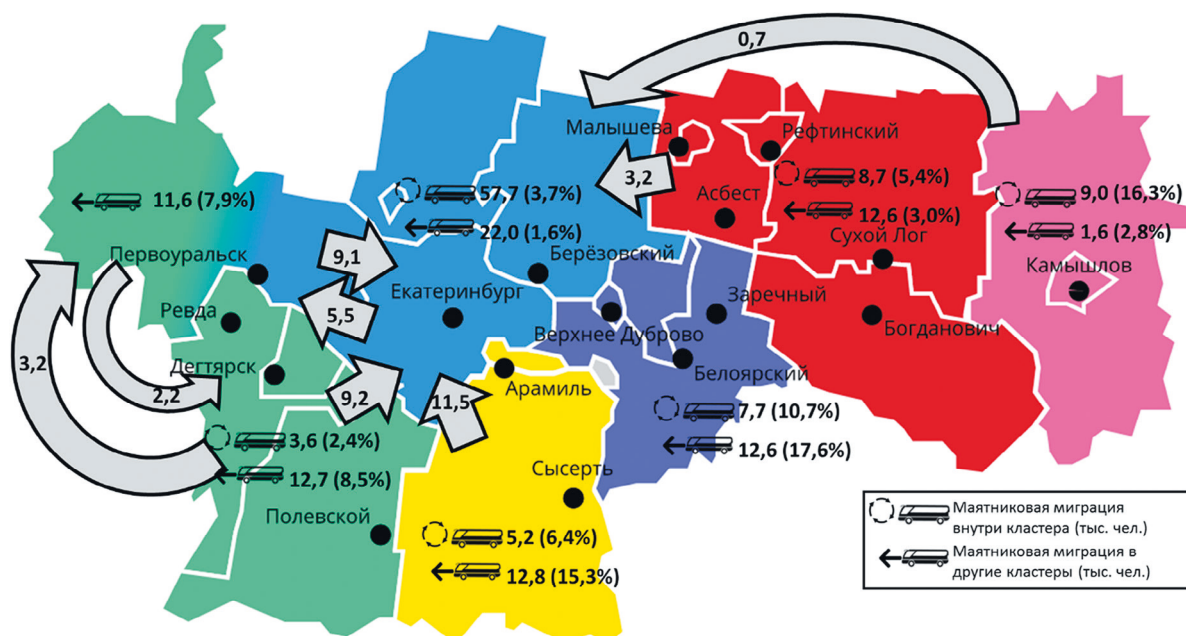 0,7
Малышева
Рефтинский
3,2
8,7 (5,4%)
Асбест
12,6 (3,0%)
Сухой Лог
9,0 (16,3%)
1,6 (2,8%)
Камышлов
57,7 (3,7%)
22,0 (1,6%)
11,6 (7,9%)
Первоуральск
9,1
Берёзовский
Екатеринбург
5,5
Ревда
Заречный
Верхнее Дуброво
Богданович
Дегтярск
Белоярский
3,2
2,2
9,2
11,5
Арамиль
3,6 (2,4%)
12,7 (8,5%)
7,7 (10,7%)
12,6 (17,6%)
Сысерть
Полевской
5,2 (6,4%)
12,8 (15,3%)
Маятниковая миграция
внутри кластера (тыс. чел.)
Маятниковая миграция в
другие кластеры (тыс. чел.)